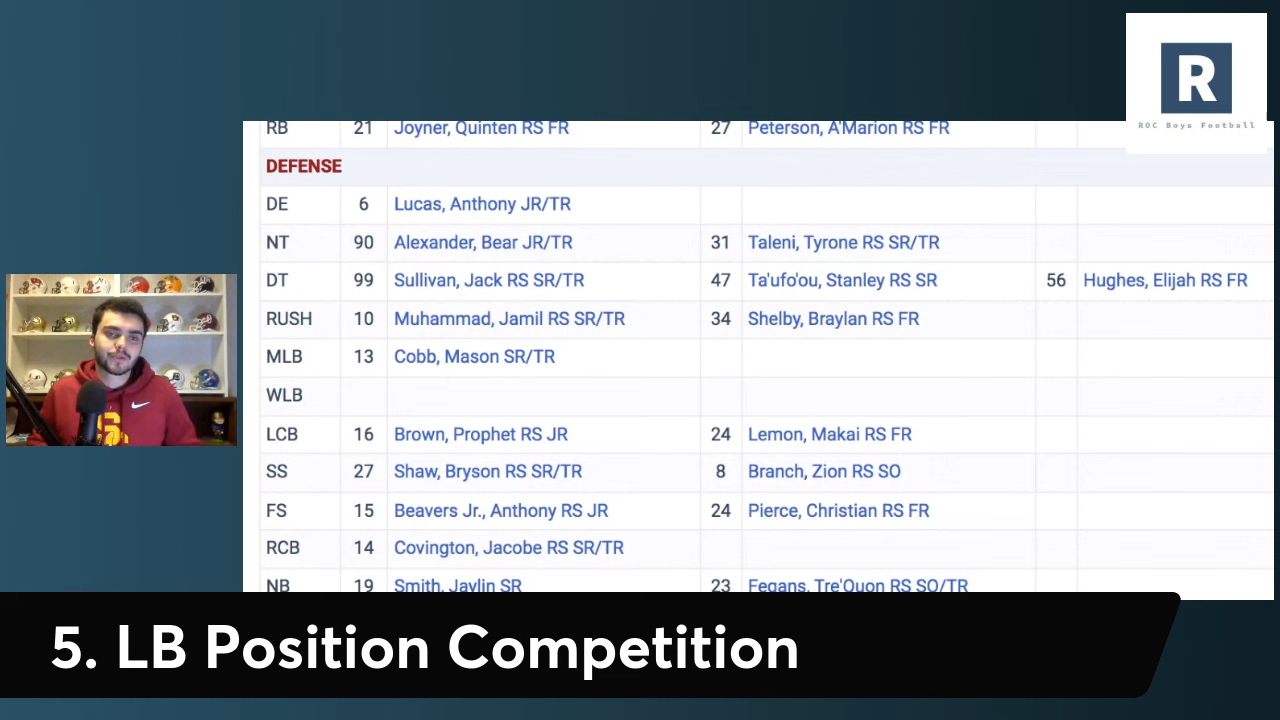 R
ROC Boys Football
RB 21 Joyner, Quinten RS FR 27 Peterson, A'Marion RS FR
DEFENSE
DE 6 Lucas, Anthony JR/TR
NT 90 Alexander, Bear JR/TR 31 Taleni, Tyrone RS SR/TR
DT 99 Sullivan, Jack RS SR/TR 47 Ta'ufo'ou, Stanley RS SR 56 Hughes, Elijah RS FR
RUSH 10 Muhammad, Jamil RS SR/TR 34 Shelby, Braylan RS FR
MLB 13 Cobb, Mason SR/TR
WLB
LCB 16 Brown, Prophet RS JR 24 Lemon, Makai RS FR
SS 27 Shaw, Bryson RS SR/TR 8 Branch, Zion RS SO
FS 15 Beavers Jr., Anthony RS JR 24 Pierce, Christian RS FR
RCB 14 Covington, Jacobe RS SR/TR
NB 19 Smith, Jaylin SR 23 Fegans, Tre'Quon RS SO/TR
5. LB Position Competition